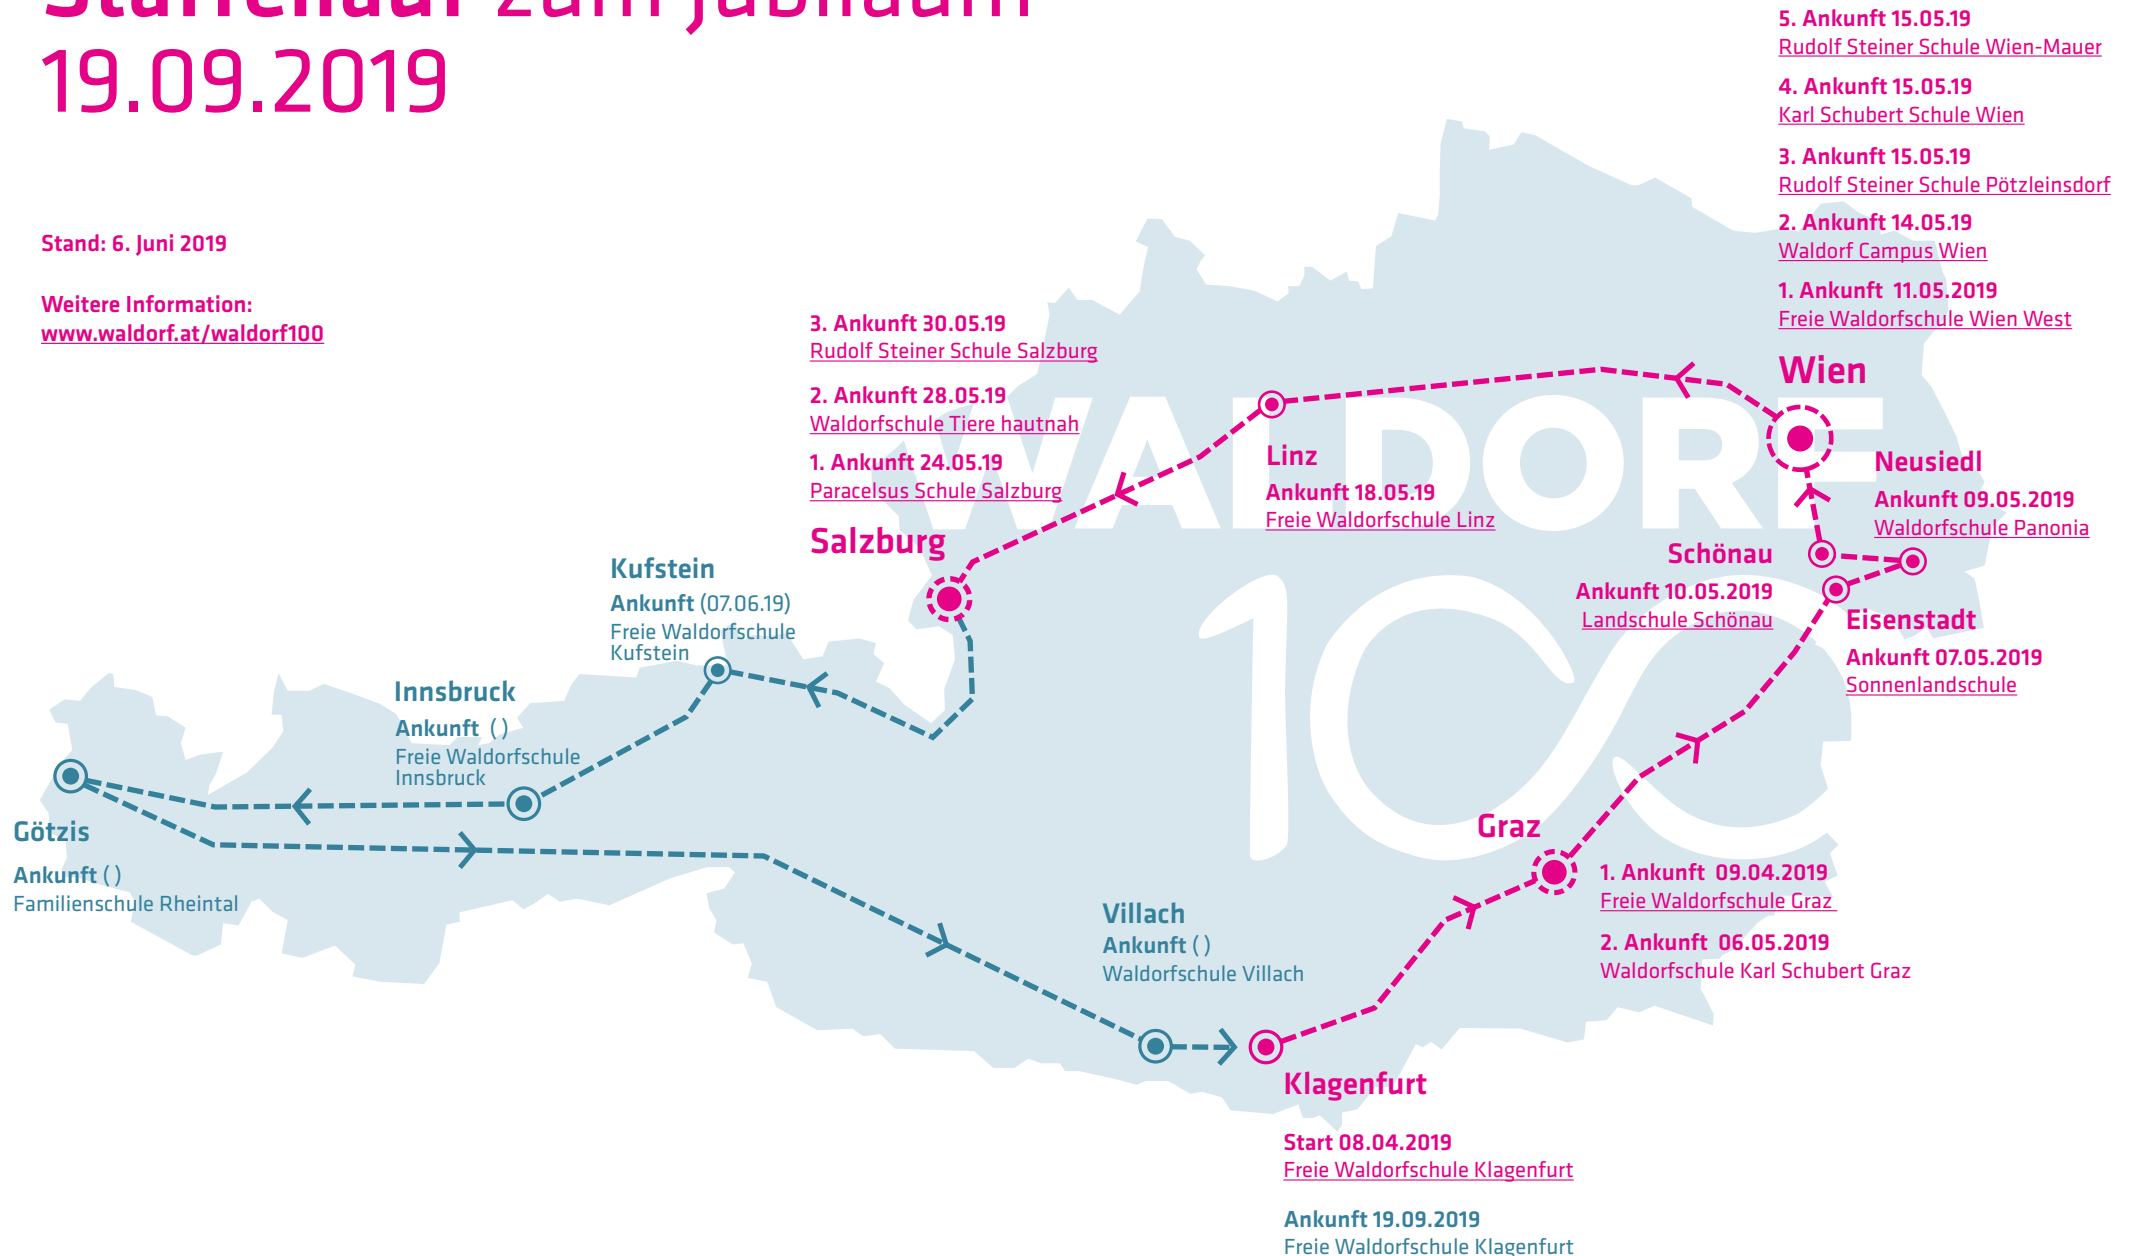 Staffellauf zum Jubiläum
19.09.2019
Stand: 6. Juni 2019
Weitere Information:
www.waldorf.at/waldorf100
5. Ankunft 15.05.19
Rudolf Steiner Schule Wien-Mauer
4. Ankunft 15.05.19
Karl Schubert Schule Wien
3. Ankunft 15.05.19
Rudolf Steiner Schule Pötzleinsdorf
2. Ankunft 14.05.19
Waldorf Campus Wien
1. Ankunft 11.05.2019
Freie Waldorfschule Wien West
Wien
3. Ankunft 30.05.19
Rudolf Steiner Schule Salzburg
2. Ankunft 28.05.19
Waldorfschule Tiere hautnah
1. Ankunft 24.05.19
Paracelsus Schule Salzburg
Salzburg
WALDORF
100
Linz
Ankunft 18.05.19
Freie Waldorfschule Linz
Neusiedl
Ankunft 09.05.2019
Waldorfschule Panonia
Schönau
Ankunft 10.05.2019
Landschule Schönau
Eisenstadt
Ankunft 07.05.2019
Sonnenlandschule
Kufstein
Ankunft (07.06.19)
Freie Waldorfschule
Kufstein
Innsbruck
Ankunft ( )
Freie Waldorfschule
Innsbruck
Götzis
Ankunft ( )
Familienschule Rheintal
Graz
1. Ankunft 09.04.2019
Freie Waldorfschule Graz
2. Ankunft 06.05.2019
Waldorfschule Karl Schubert Graz
Villach
Ankunft ( )
Waldorfschule Villach
Klagenfurt
Start 08.04.2019
Freie Waldorfschule Klagenfurt
Ankunft 19.09.2019
Freie Waldorfschule Klagenfurt